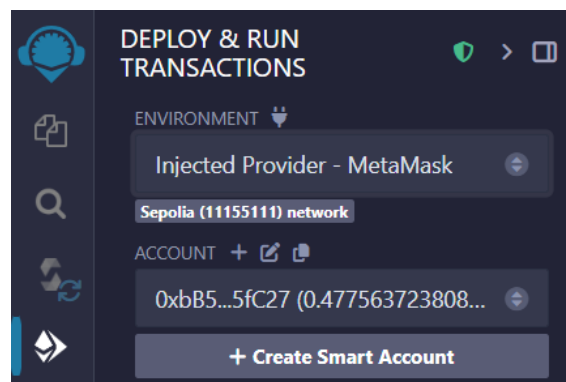 DEPLOY & RUN
TRANSACTIONS
ENVIRONMENT
Injected Provider - MetaMask
Sepolia (11155111) network
ACCOUNT
0xbB5...5fC27 (0.477563723808...
+ Create Smart Account